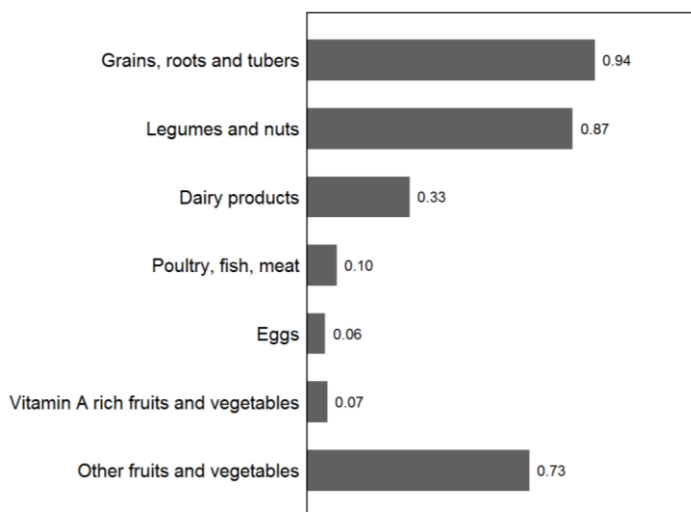 Grains, roots and tubers 0.94
Legumes and nuts 0.87
Dairy products 0.33
Poultry, fish, meat 0.10
Eggs 0.06
Vitamin A rich fruits and vegetables 0.07
Other fruits and vegetables 0.73